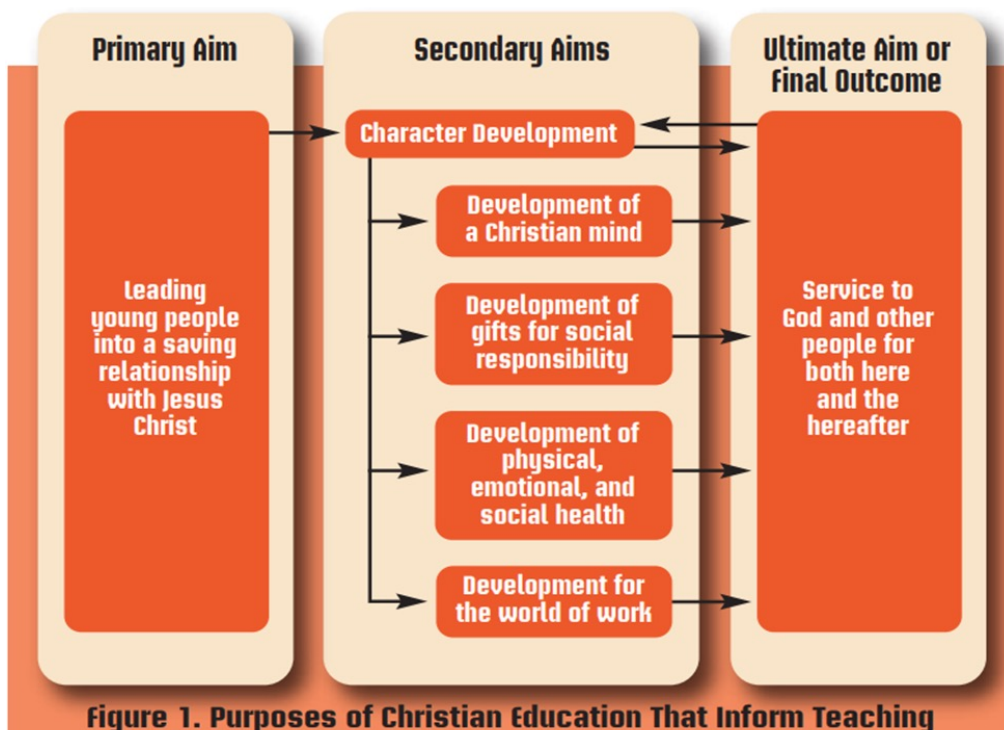 Primary Aim
Leading
young people
into a saving
relationship
with Jesus
Christ
Secondary Aims
Character Development
Development of
a Christian mind
Development of
gifts for social
responsibility
Development of
physical,
emotional, and
social health
Development for
the world of work
Ultimate Aim or
Final Outcome
Service to
God and other
people for
both here
and the
hereafter
Figure 1. Purposes of Christian Education That Inform Teaching